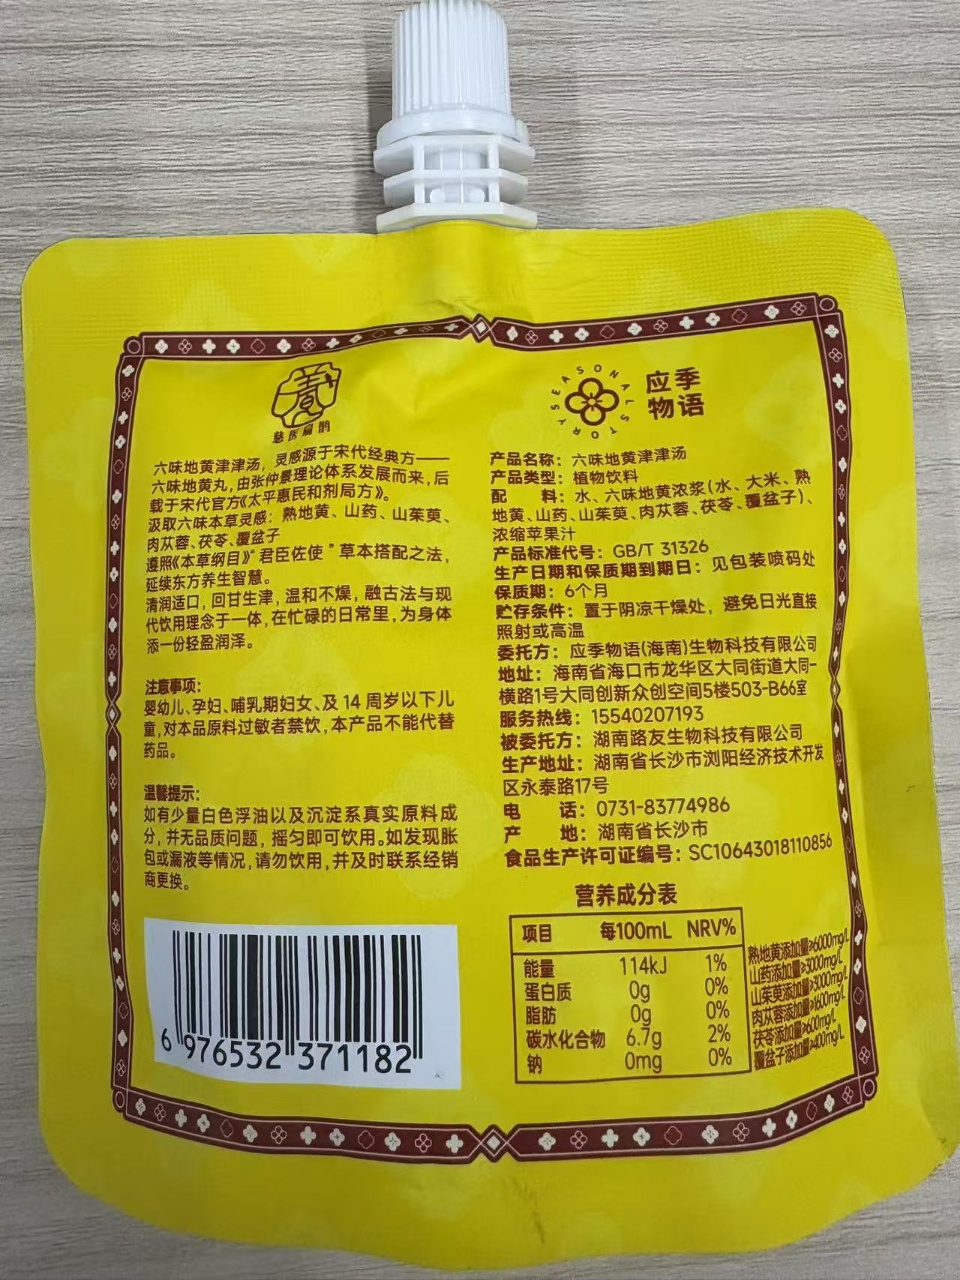 慈医扁鹊
六味地黄津津汤，灵感源于宋代经典方——
六味地黄丸，由张仲景理论体系发展而来，后
载于宋代官方《太平惠民和剂局方》。
汲取六味本草灵感：熟地黄、山药、山茱萸、
肉苁蓉、茯苓、覆盆子
遵照《本草纲目》“君臣佐使”草本搭配之法，
延续东方养生智慧。
清润适口，回甘生津，温和不燥，融古法与现
代饮用理念于一体，在忙碌的日常里，为身体
添一份轻盈润泽。
注意事项：
婴幼儿、孕妇、哺乳期妇女、及 14 周岁以下儿
童，对本品原料过敏者禁饮，本产品不能代替
药品。
温馨提示：
如有少量白色浮油以及沉淀系真实原料成
分，并无品质问题，摇匀即可饮用。如发现胀
包或漏液等情况，请勿饮用，并及时联系经销
商更换。
6 976532 371182
SEASONAL STORY
应季
物语
产品名称：六味地黄津津汤
产品类型：植物饮料
配 料：水、六味地黄浓浆（水、大米、熟
地黄、山药、山茱萸、肉苁蓉、茯苓、覆盆子）、
浓缩苹果汁
产品标准代号：GB/T 31326
生产日期和保质期到期日：见包装喷码处
保质期：6个月
贮存条件：置于阴凉干燥处，避免日光直接
照射或高温
委托方：应季物语(海南)生物科技有限公司
地址：海南省海口市龙华区大同街道大同一
横路1号大同创新众创空间5楼503-B66室
服务热线：15540207193
被委托方：湖南路友生物科技有限公司
生产地址：湖南省长沙市浏阳经济技术开发
区永泰路17号
电 话：0731-83774986
产 地：湖南省长沙市
食品生产许可证编号：SC10643018110856
营养成分表
项目 每100mL NRV%
能量 114kJ 1%
蛋白质 0g 0%
脂肪 0g 0%
碳水化合物 6.7g 2%
钠 0mg 0%
熟地黄添加量≥6000mg/L
山药添加量≥3000mg/L
山茱萸添加量≥3000mg/L
肉苁蓉添加量≥1600mg/L
茯苓添加量≥600mg/L
覆盆子添加量≥400mg/L